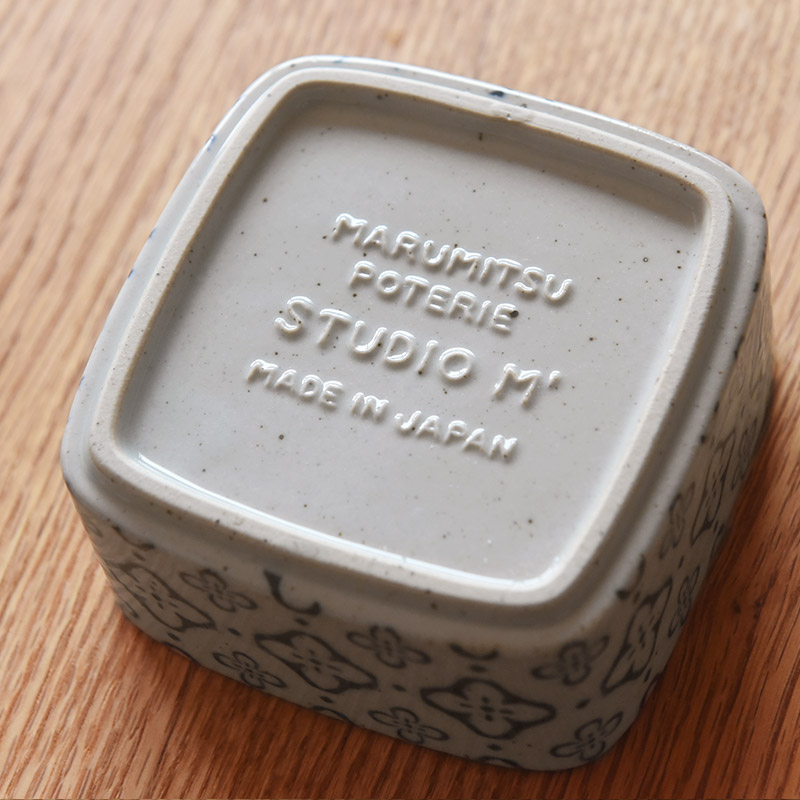 MARUMITSU
POTERIE
STUDIO M'
MADE IN JAPAN